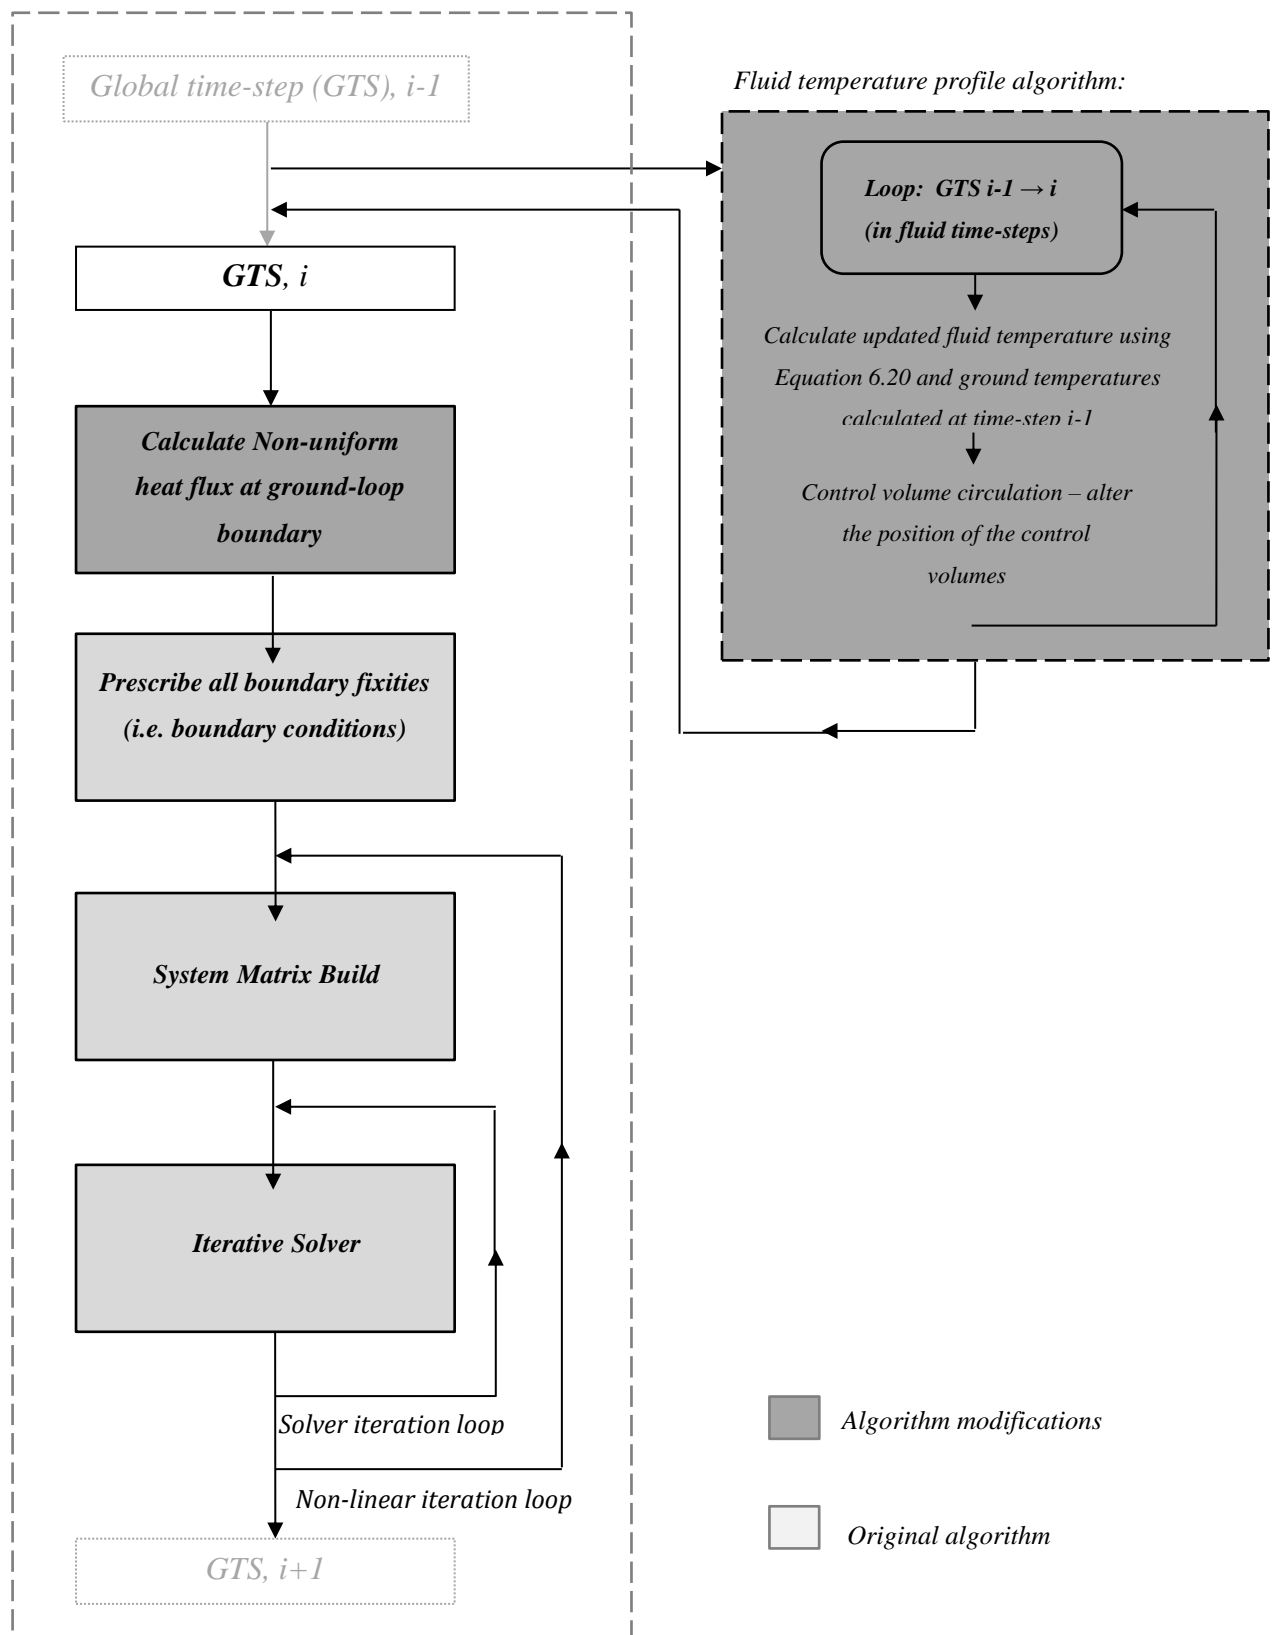 Global time-step (GTS), i-1
GTS, i
Calculate Non-uniform
heat flux at ground-loop
boundary
Prescribe all boundary fixities
(i.e. boundary conditions)
System Matrix Build
Iterative Solver
Solver iteration loop
Non-linear iteration loop
GTS, i+1
Fluid temperature profile algorithm:
Loop: GTS i-1 → i
(in fluid time-steps)
Calculate updated fluid temperature using
Equation 6.20 and ground temperatures
calculated at time-step i-1
Control volume circulation – alter
the position of the control
volumes
Algorithm modifications
Original algorithm